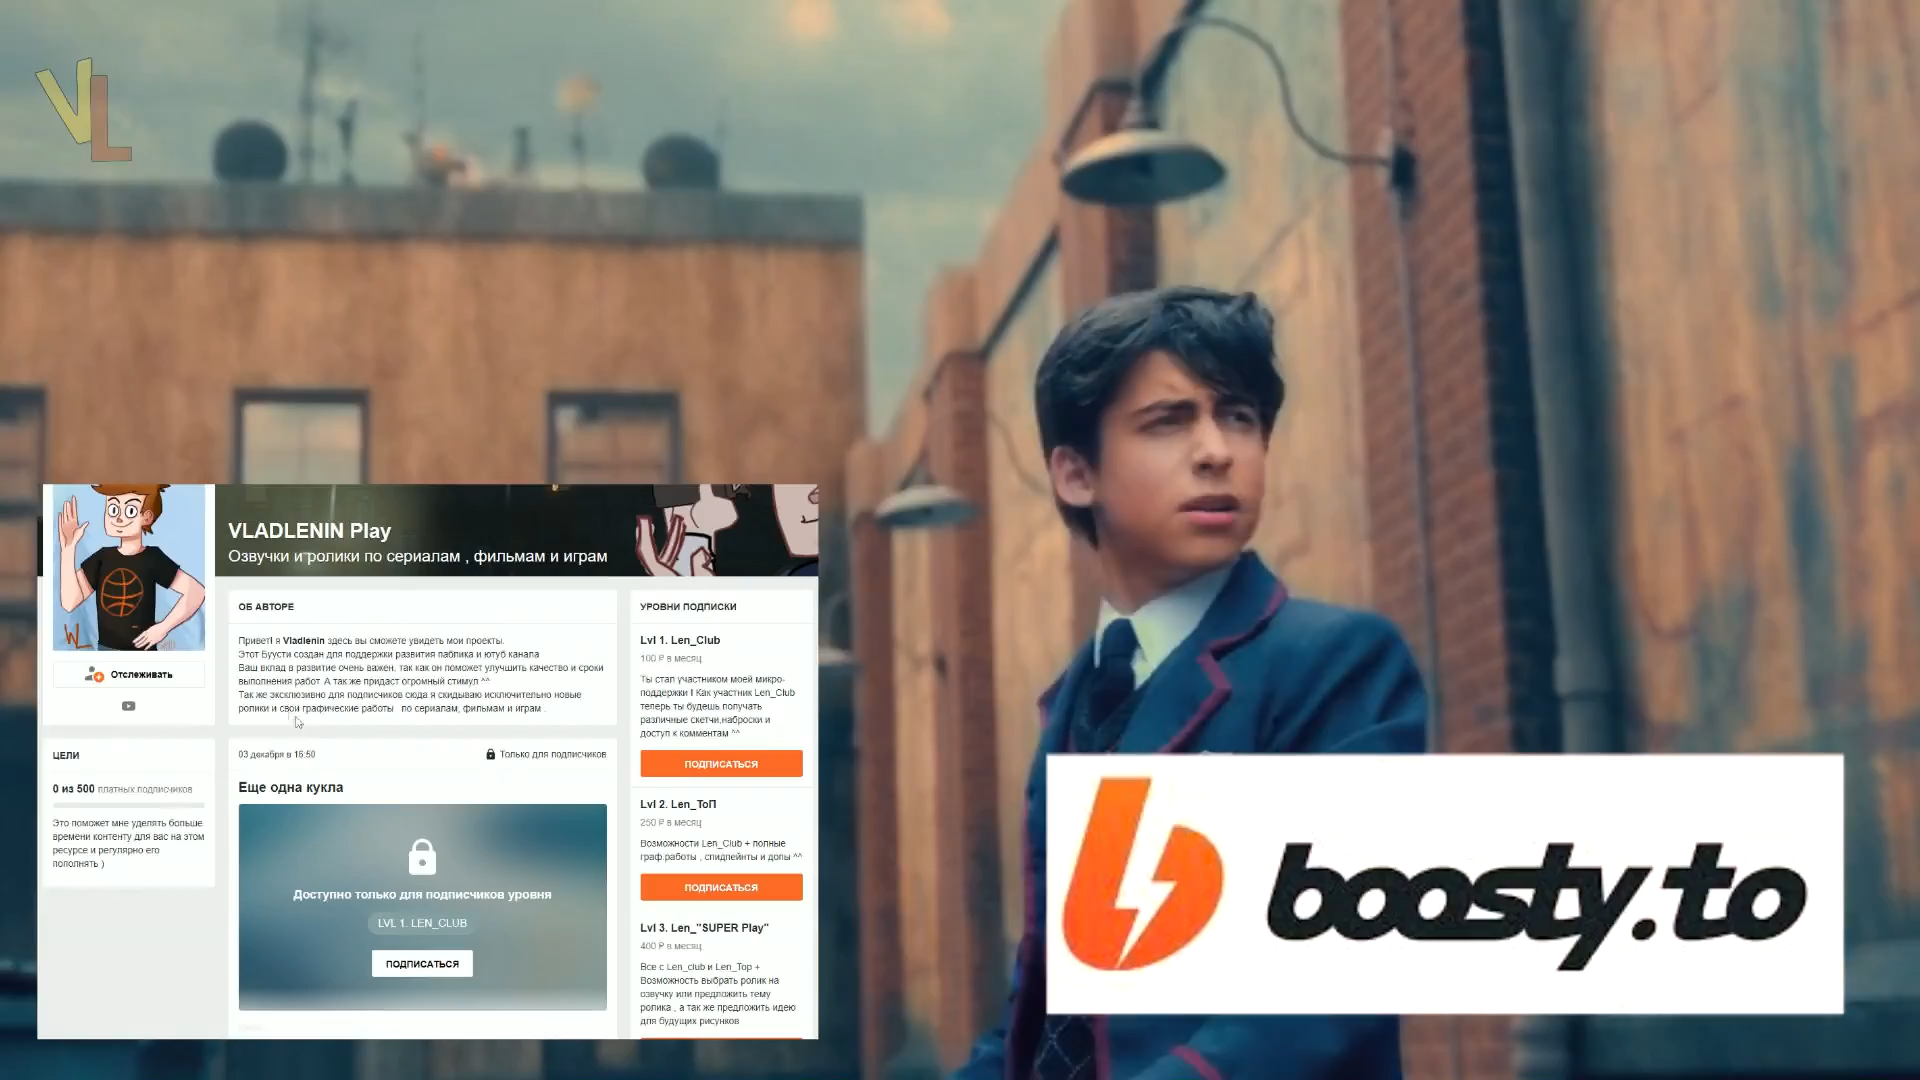 VL
VLADLENIN Play
Озвучки и ролики по сериалам , фильмам и играм
Отслеживать
ЦЕЛИ
0 из 500 платных подписчиков
Это поможет мне уделять больше
времени контенту для вас на этом
ресурсе и регулярно его
пополнять )
ОБ АВТОРЕ
Привет! я Vladlenin здесь вы сможете увидеть мои проекты.
Этот Буусти создан для поддержки развития паблика и ютуб канала
Ваш вклад в развитие очень важен, так как он поможет улучшить качество и сроки
выполнения работ А так же придаст огромный стимул ^^
Так же эксклюзивно для подписчиков сюда я скидываю исключительно новые
ролики и свои графические работы по сериалам, фильмам и играм .
03 декабря в 16:50
Только для подписчиков
Еще одна кукла
Доступно только для подписчиков уровня
LVL 1. LEN_CLUB
ПОДПИСАТЬСЯ
УРОВНИ ПОДПИСКИ
Lvl 1. Len_Club
100 ₽ в месяц
Ты стал участником моей микро-
поддержки ! Как участник Len_Club
теперь ты будешь получать
различные скетчи,наброски и
доступ к комментам ^^
ПОДПИСАТЬСЯ
Lvl 2. Len_ТоП
250 ₽ в месяц
Возможности Len_Club + полные
граф.работы , спидпейнты и допы ^^
ПОДПИСАТЬСЯ
Lvl 3. Len_"SUPER Play"
400 ₽ в месяц
Все с Len_club и Len_Top +
Возможность выбрать ролик на
озвучку или предложить тему
ролика , а так же предложить идею
для будущих рисунков
boosty.to